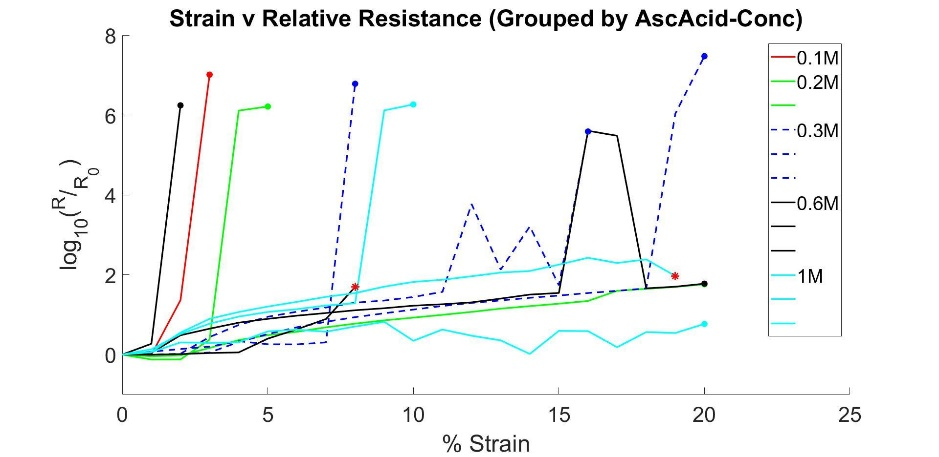 Strain v Relative Resistance (Grouped by AscAcid-Conc)
8
6
4
2
0
log10(R/R0)
0 5 10 15 20 25
% Strain
0.1M
0.2M
0.3M
0.6M
1M